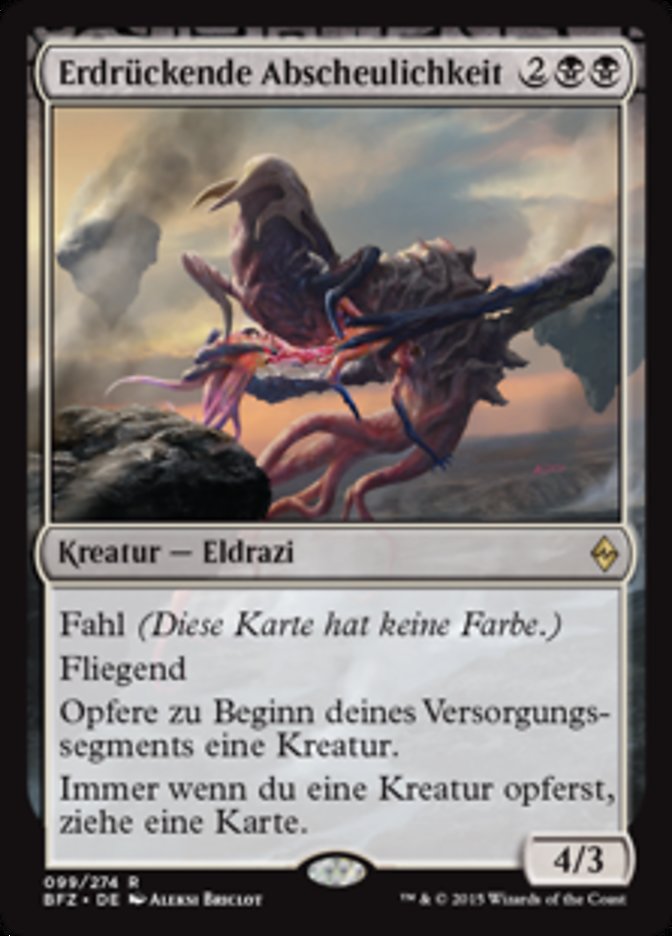 Erdrückende Abscheulichkeit 2
Kreatur — Eldrazi
Fahl (Diese Karte hat keine Farbe.)
Fliegend
Opfere zu Beginn deines Versorgungs-
segments eine Kreatur.
Immer wenn du eine Kreatur opferst,
ziehe eine Karte.
4/3
099/274 R
BFZ • DE Aleksi Briclot
™ & © 2015 Wizards of the Coast